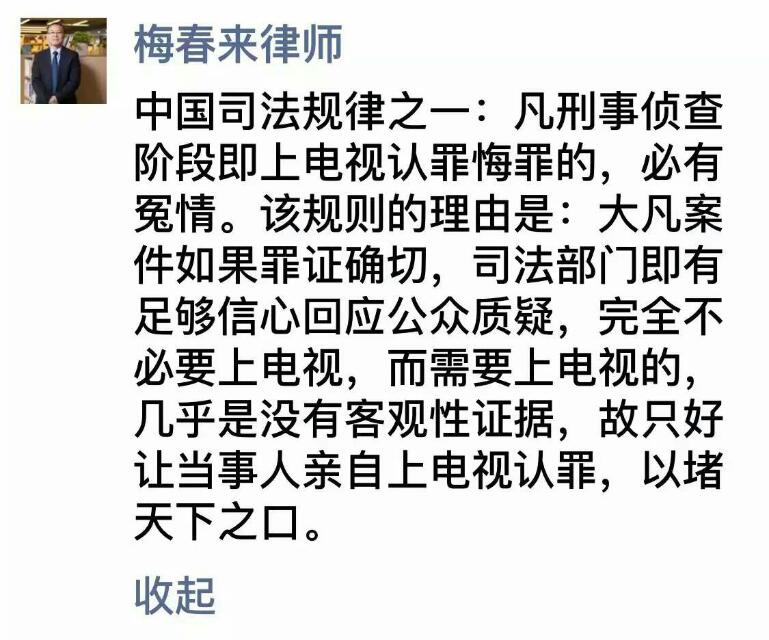 梅春来律师
中国司法规律之一：凡刑事侦查
阶段即上电视认罪悔罪的，必有
冤情。该规则的理由是：大凡案
件如果罪证确切，司法部门即有
足够信心回应公众质疑，完全不
必要上电视，而需要上电视的，
几乎是没有客观性证据，故只好
让当事人亲自上电视认罪，以堵
天下之口。
收起